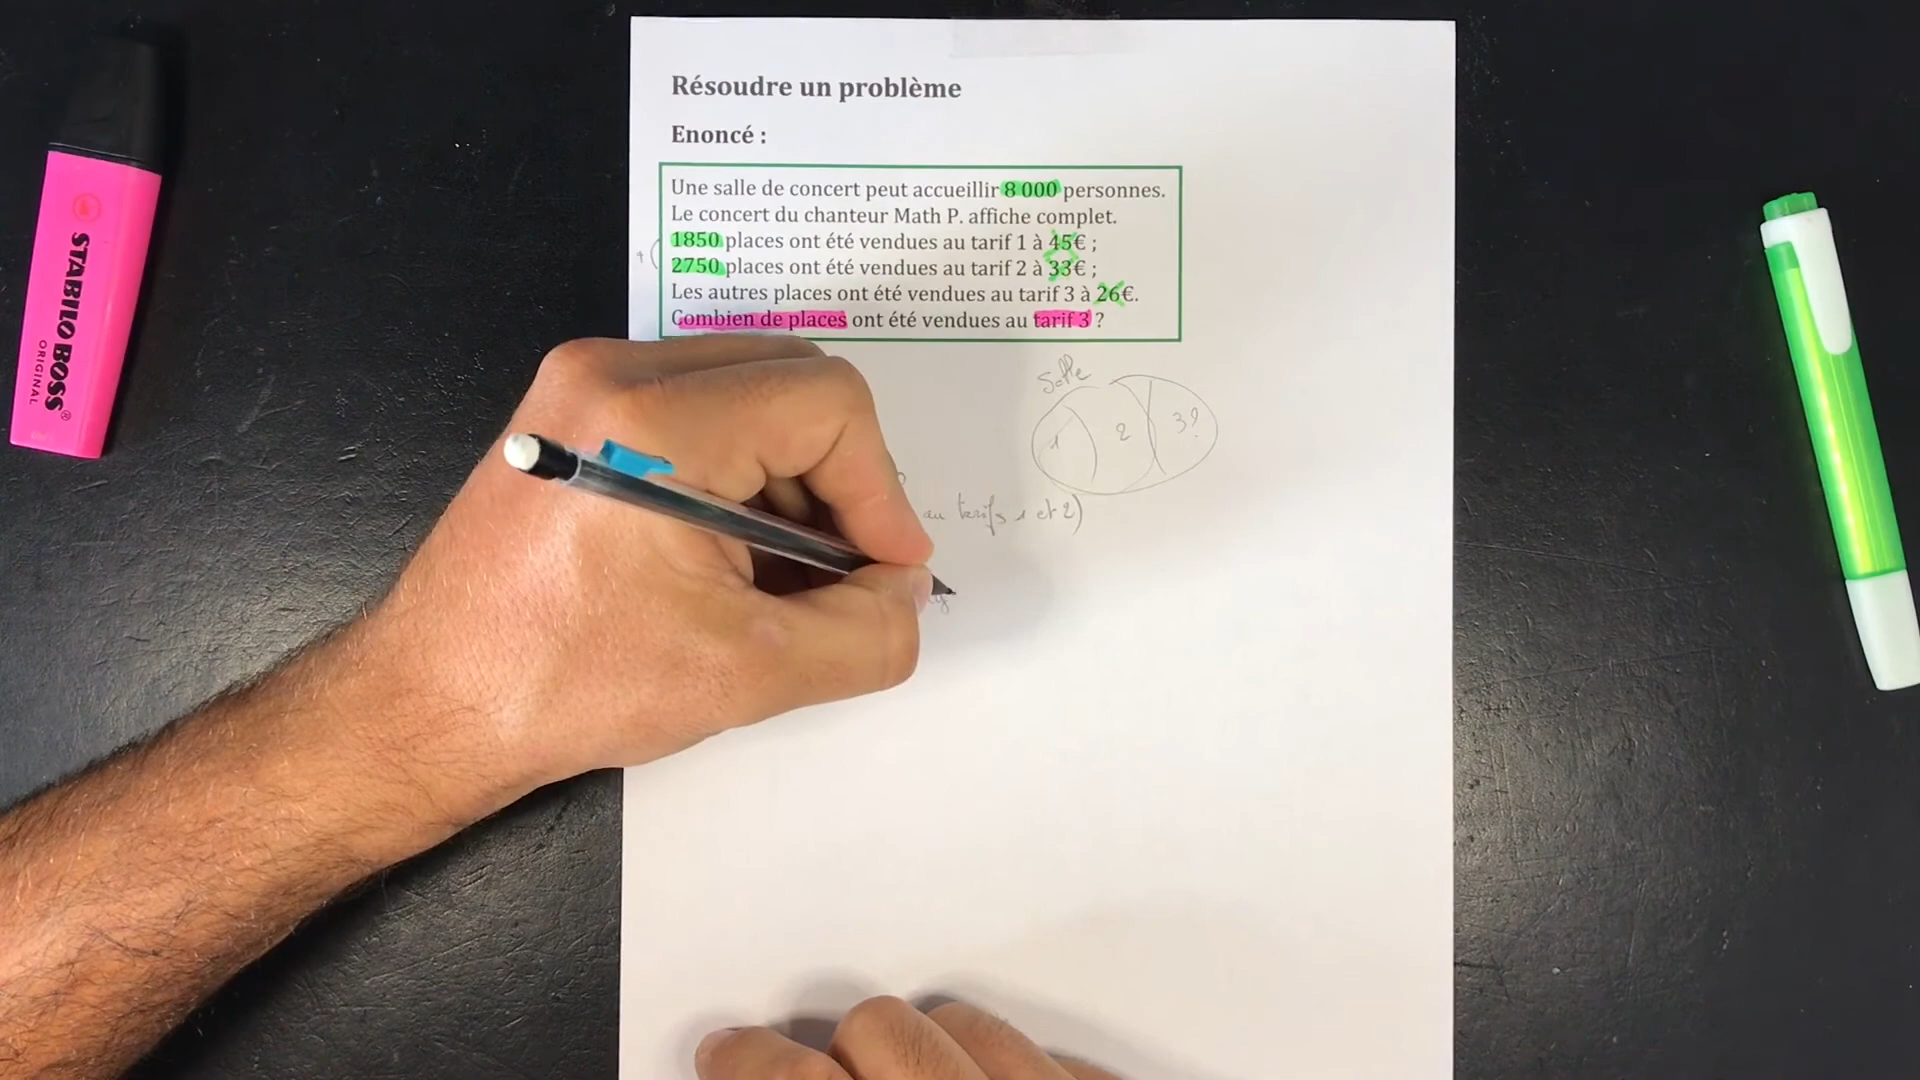 Résoudre un problème
Enoncé :
Une salle de concert peut accueillir 8 000 personnes.
Le concert du chanteur Math P. affiche complet.
1850 places ont été vendues au tarif 1 à 45€ ;
2750 places ont été vendues au tarif 2 à 33€ ;
Les autres places ont été vendues au tarif 3 à 26€.
Combien de places ont été vendues au tarif 3 ?
Salle
1 2 3?
au tarifs 1 et 2)
STABILO BOSS
ORIGINAL